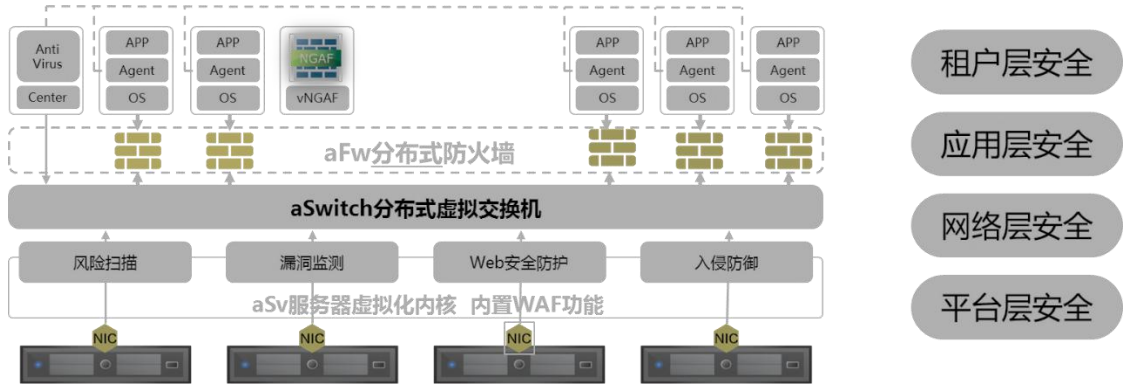 Anti
Virus
Center
APP
Agent
OS
APP
Agent
OS
NGAF
vNGAF
APP
Agent
OS
APP
Agent
OS
APP
Agent
OS
aFw分布式防火墙
aSwitch分布式虚拟交换机
风险扫描
漏洞监测
Web安全防护
入侵防御
aSv服务器虚拟化内核 内置WAF功能
NIC
NIC
NIC
NIC
租户层安全
应用层安全
网络层安全
平台层安全